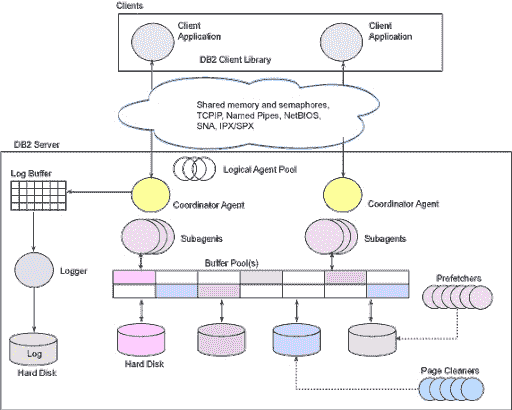 Clients
Client
Application
Client
Application
DB2 Client Library
Shared memory and semaphores,
TCPIP, Named Pipes, NetBIOS,
SNA, IPX/SPX
DB2 Server
Logical Agent Pool
Log Buffer
Coordinator Agent
Coordinator Agent
Subagents
Subagents
Buffer Pool(s)
Logger
Prefetchers
Log
Hard Disk
Hard Disk
Page Cleaners